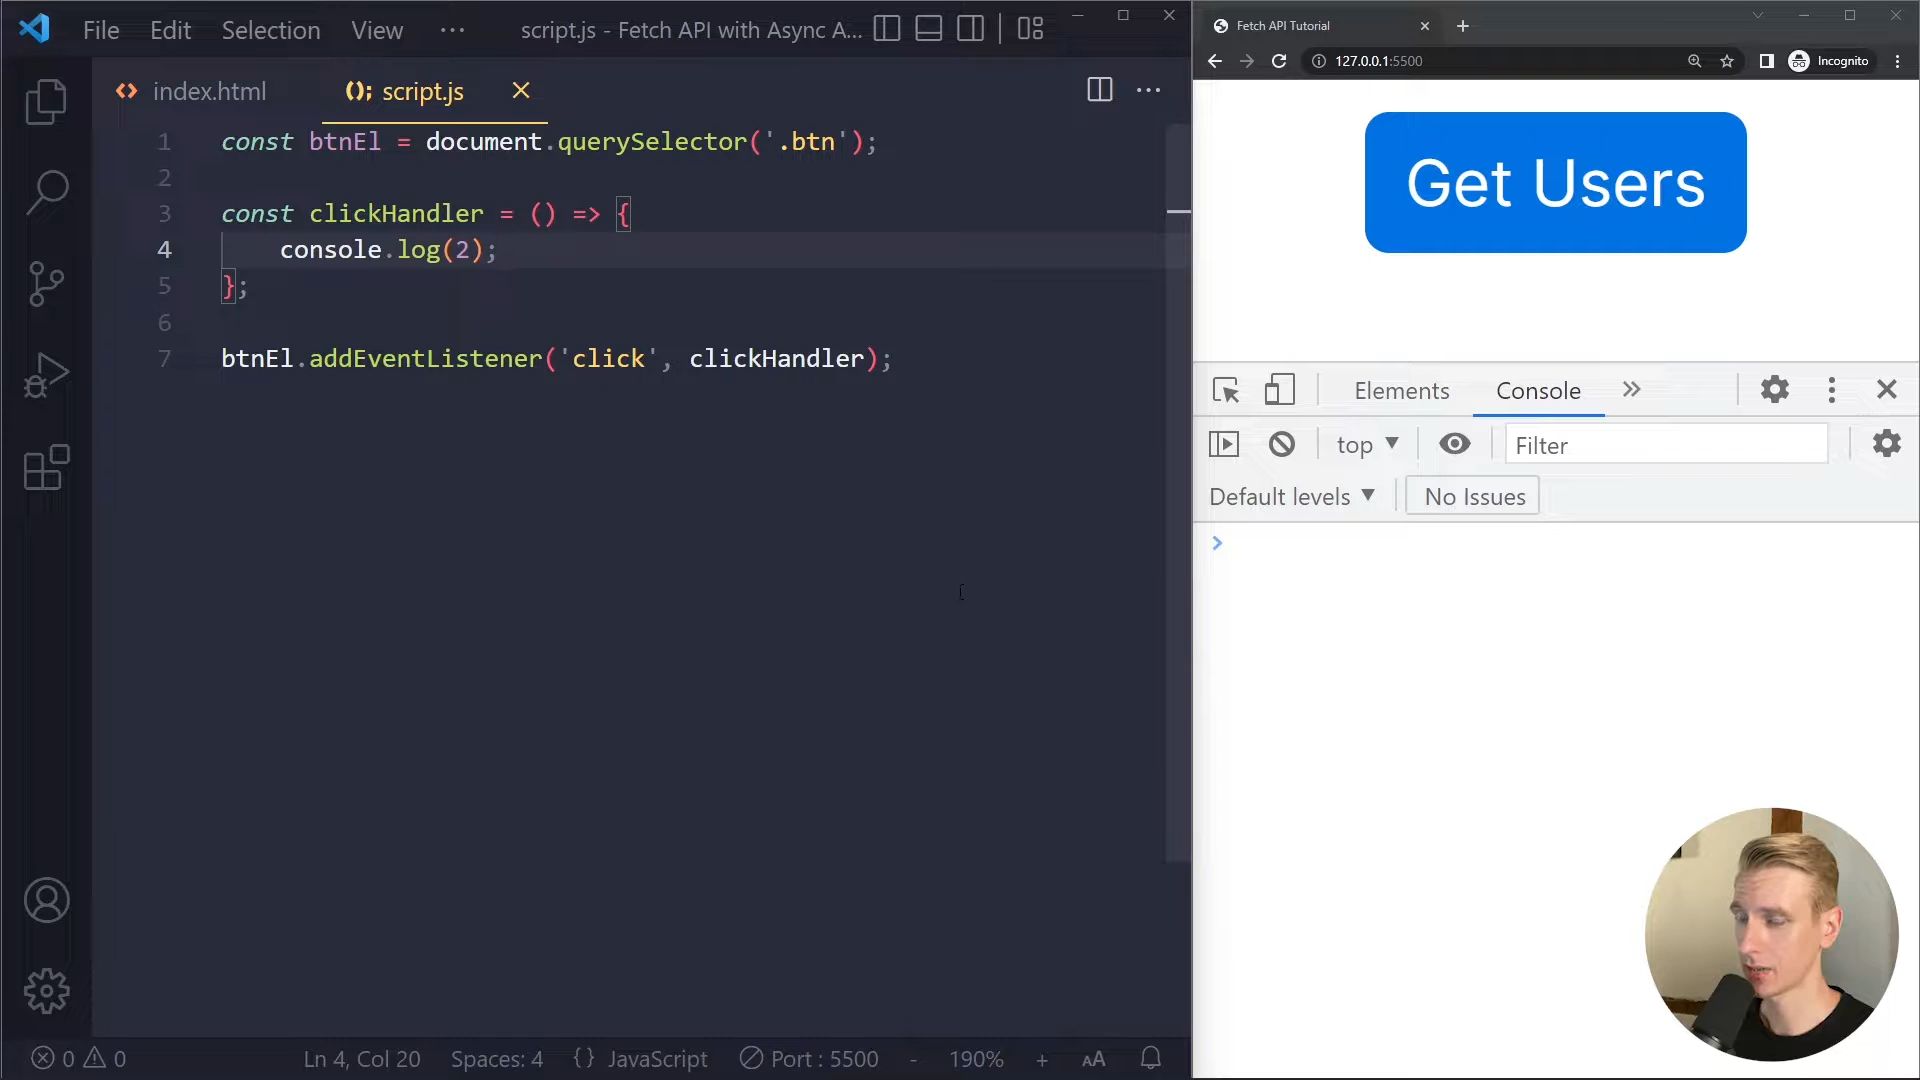 File Edit Selection View ··· script.js - Fetch API with Async A...
index.html script.js
1 const btnEl = document.querySelector('.btn');
2
3 const clickHandler = () => {
4 console.log(2);
5 };
6
7 btnEl.addEventListener('click', clickHandler);
0 0 Ln 4, Col 20 Spaces: 4 {} JavaScript Port : 5500 - 190% + AA
Fetch API Tutorial
127.0.0.1:5500 Incognito
Get Users
Elements Console »
top Filter
Default levels No Issues
>